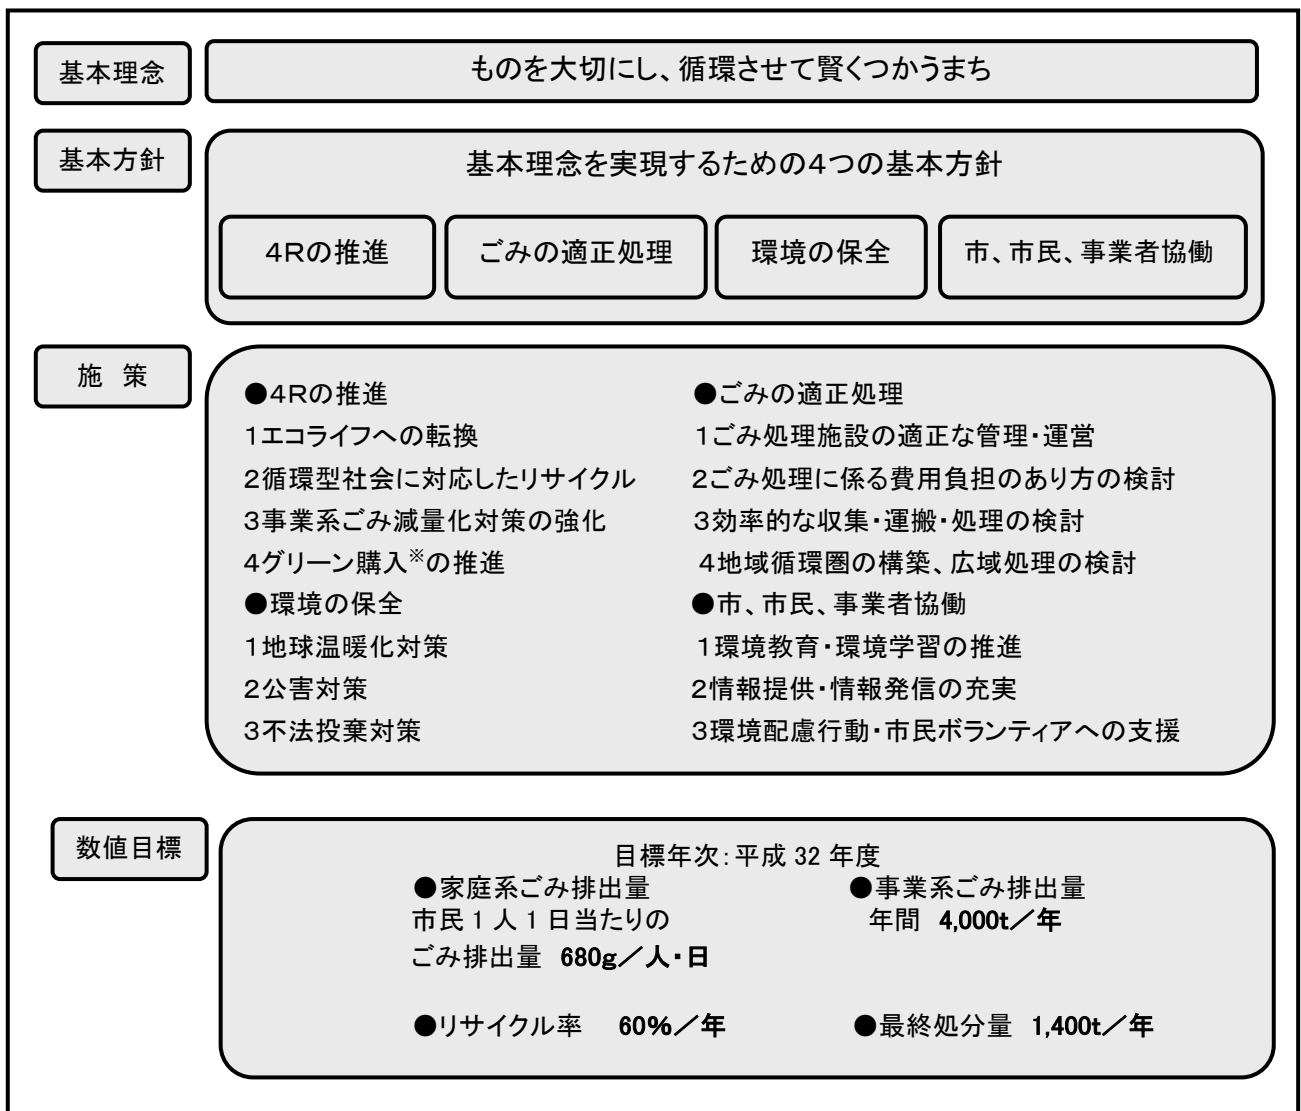 基本理念
ものを大切にし、循環させて賢くつかうまち
基本方針
基本理念を実現するための4つの基本方針
4Rの推進
ごみの適正処理
環境の保全
市、市民、事業者協働
施 策
●4Rの推進
1エコライフへの転換
2循環型社会に対応したリサイクル
3事業系ごみ減量化対策の強化
4グリーン購入※の推進
●環境の保全
1地球温暖化対策
2公害対策
3不法投棄対策
●ごみの適正処理
1ごみ処理施設の適正な管理・運営
2ごみ処理に係る費用負担のあり方の検討
3効率的な収集・運搬・処理の検討
4地域循環圏の構築、広域処理の検討
●市、市民、事業者協働
1環境教育・環境学習の推進
2情報提供・情報発信の充実
3環境配慮行動・市民ボランティアへの支援
数値目標
目標年次：平成 32 年度
●家庭系ごみ排出量
市民1人1日当たりの
ごみ排出量 680g／人・日
●事業系ごみ排出量
年間 4,000t／年
●リサイクル率 60%／年
●最終処分量 1,400t／年